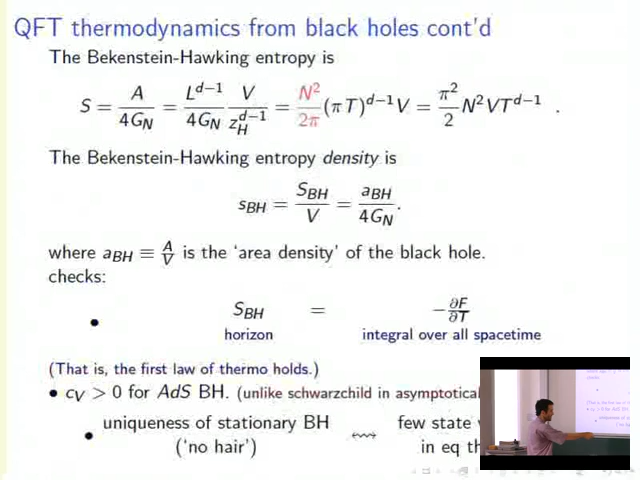 QFT thermodynamics from black holes cont'd
The Bekenstein-Hawking entropy is
S = A/4G_N = L^{d−1}/4G_N V/z_H^{d−1} = N²/2π (πT)^{d−1}V = π²/2 N²VT^{d−1} .
The Bekenstein-Hawking entropy density is
s_BH = S_BH/V = a_BH/4G_N.
where a_BH ≡ A/V is the 'area density' of the black hole.
checks:
• S_BH = −∂F/∂T
horizon integral over all spacetime
(That is, the first law of thermo holds.)
• c_V > 0 for AdS BH. (unlike schwarzchild in
• uniqueness of stationary BH few state
('no hair') ↭ in eq